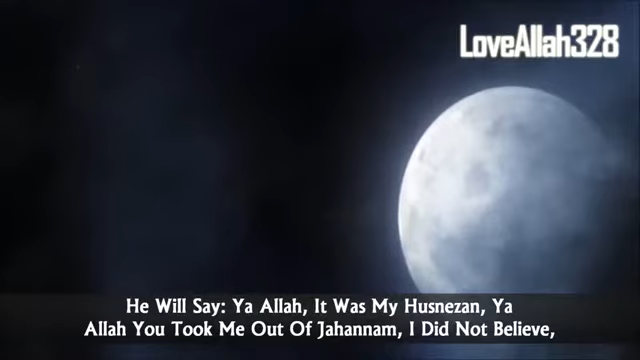 LoveAllah328
He Will Say: Ya Allah, It Was My Husnezan, Ya
Allah You Took Me Out Of Jahannam, I Did Not Believe,